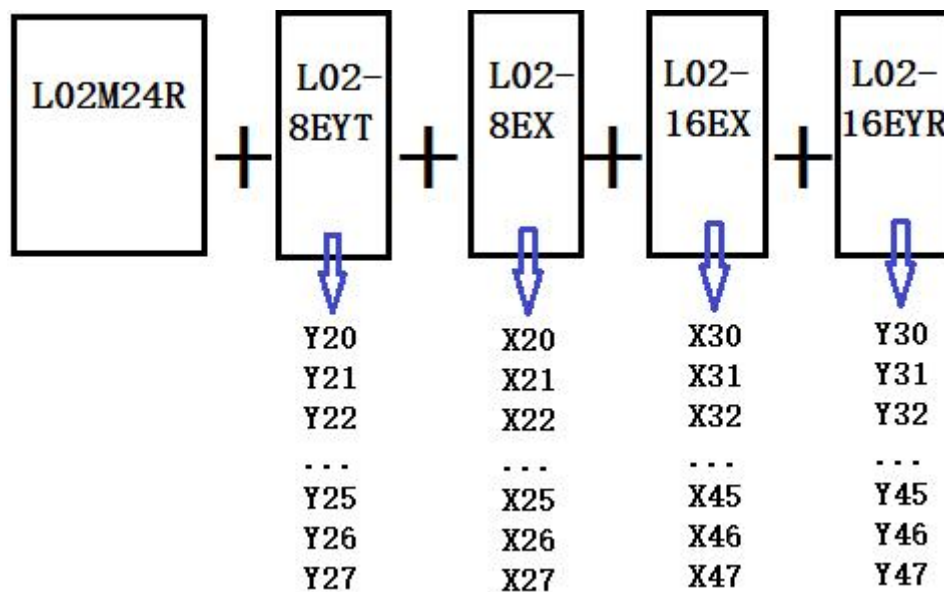 L02M24R
+
L02-
8EYT
+
L02-
8EX
+
L02-
16EX
+
L02-
16EYR
Y20
Y21
Y22
...
Y25
Y26
Y27
X20
X21
X22
...
X25
X26
X27
X30
X31
X32
...
X45
X46
X47
Y30
Y31
Y32
...
Y45
Y46
Y47